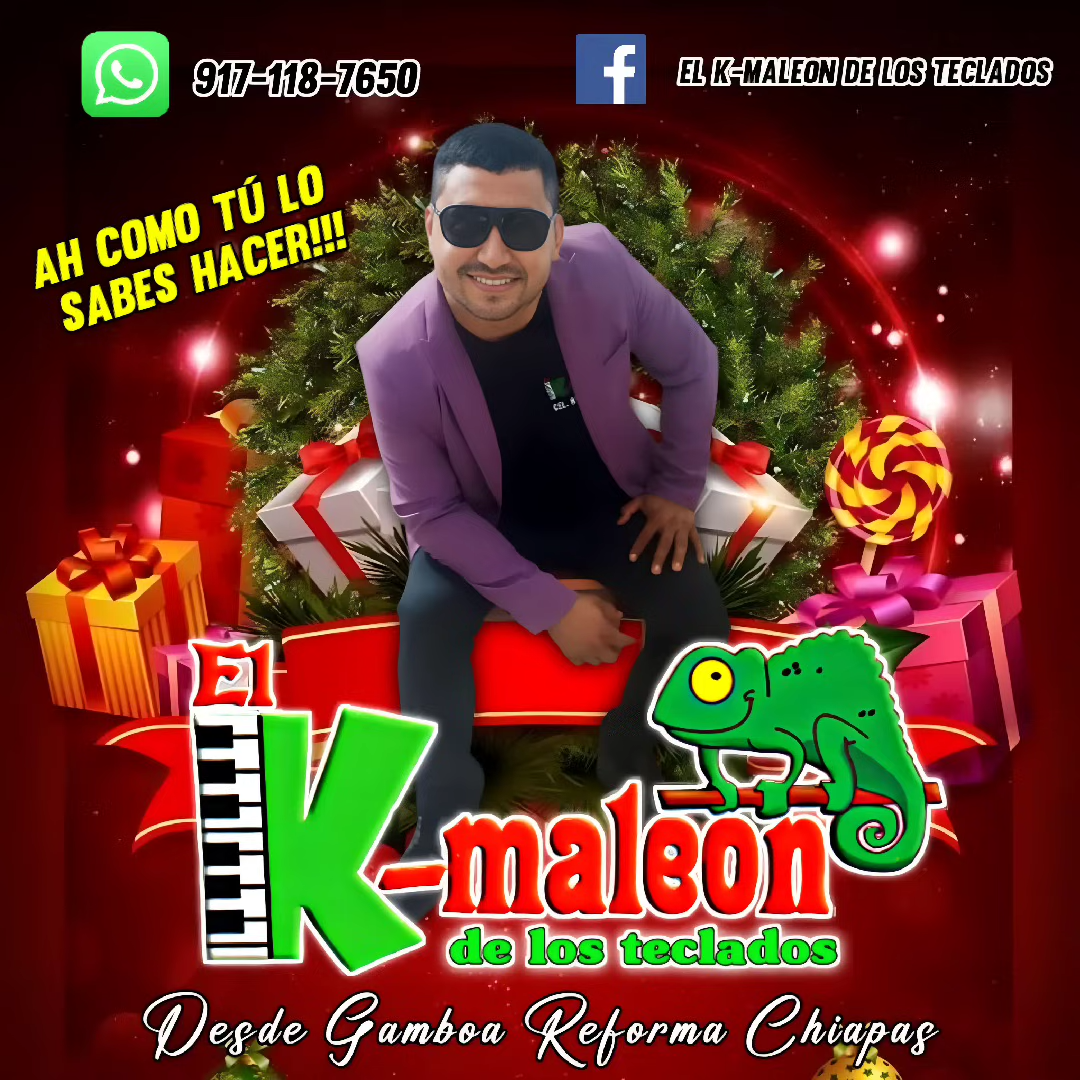 917-118-7650
EL K-MALEON DE LOS TECLADOS
AH COMO TÚ LO
SABES HACER!!!
El
K-maleon
de los teclados
Desde Gamboa Reforma Chiapas